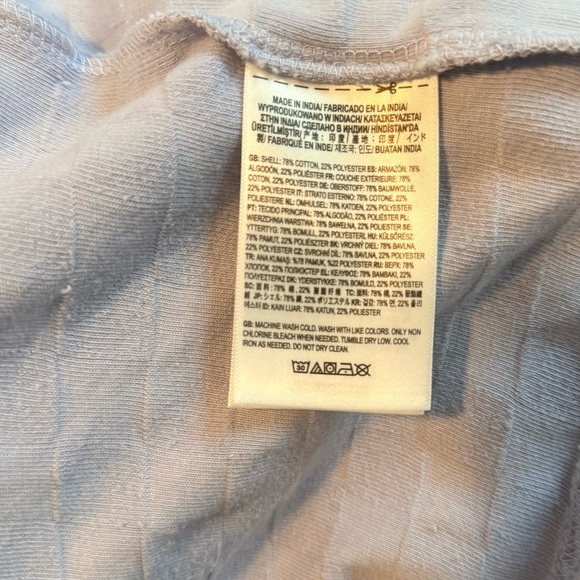 MADE IN INDIA/ FABRICADO EN LA INDIA/
WYPRODUKOWANO W INDIACH/ ΚΑΤΑΣΚΕΥΑΖΕΤΑΙ
ΣΤΗΝ ΙΝΔΙΑ/ СДЕЛАНО В ИНДИИ/ HİNDİSTAN'DA
ÜRETİLMİŞTİR/ 产地：印度/ 產地：印度/ インド
製/ FABRIQUÉ EN INDE/ 제조국: 인도/ BUATAN INDIA
GB: SHELL: 78% COTTON, 22% POLYESTER ES: ARMAZÓN: 78%
ALGODÓN, 22% POLIÉSTER FR: COUCHE EXTÉRIEURE: 78%
COTON, 22% POLYESTER DE: OBERSTOFF: 78% BAUMWOLLE,
22% POLYESTER IT: STRATO ESTERNO: 78% COTONE, 22%
POLIESTERE NL: OMHULSEL: 78% KATOEN, 22% POLYESTER
PT: TECIDO PRINCIPAL: 78% ALGODÃO, 22% POLIÉSTER PL:
WIERZCHNIA WARSTWA: 78% BAWEŁNA, 22% POLIESTER SE:
YTTERTYG: 78% BOMULL, 22% POLYESTER, HU: KÜLSŐRÉSZ:
78% PAMUT, 22% POLIÉSZTER SK: VRCHNÝ DIEL: 78% BAVLNA,
22% POLYESTER CZ: SVRCHNÍ DÍL: 78% BAVLNA, 22% POLYESTER
TR: ANA KUMAŞ: %78 PAMUK, %22 POLYESTER RU: ВЕРХ: 78%
ХЛОПОК, 22% ПОЛИЭСТЕР EL: ΚΕΛΥΦΟΣ: 78% ΒΑΜΒΑΚΙ, 22%
ΠΟΛΥΕΣΤΕΡΑΣ DK: YDERSTYKKE: 78% BOMULD, 22% POLYESTER
SC: 面料：78% 棉, 22% 聚酯纤维 TC: 面料：78% 棉, 22% 聚酯纖
維 JP: シェル: 78% 綿, 22% ポリエステル KR: 겉감: 78% 면, 22% 폴리
에스터 ID: KAIN LUAR: 78% KATUN, 22% POLIESTER
GB: MACHINE WASH COLD. WASH WITH LIKE COLORS. ONLY NON
CHLORINE BLEACH WHEN NEEDED. TUMBLE DRY LOW. COOL
IRON AS NEEDED. DO NOT DRY CLEAN.
30